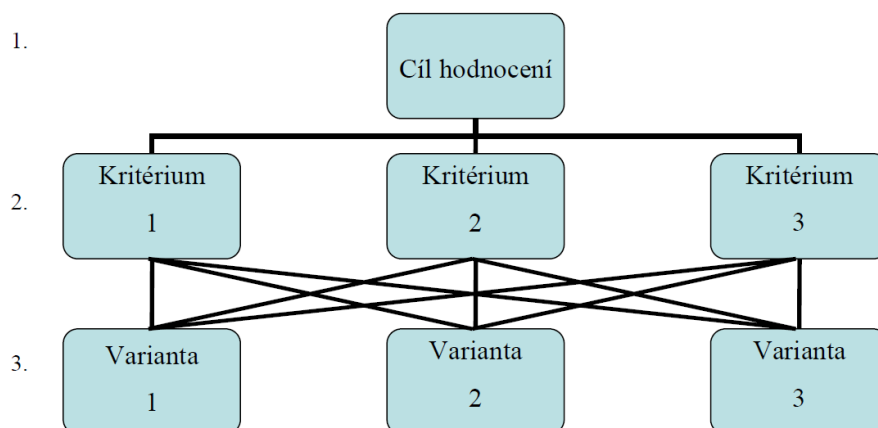 1.
Cíl hodnocení
2.
Kritérium
1
Kritérium
2
Kritérium
3
3.
Varianta
1
Varianta
2
Varianta
3